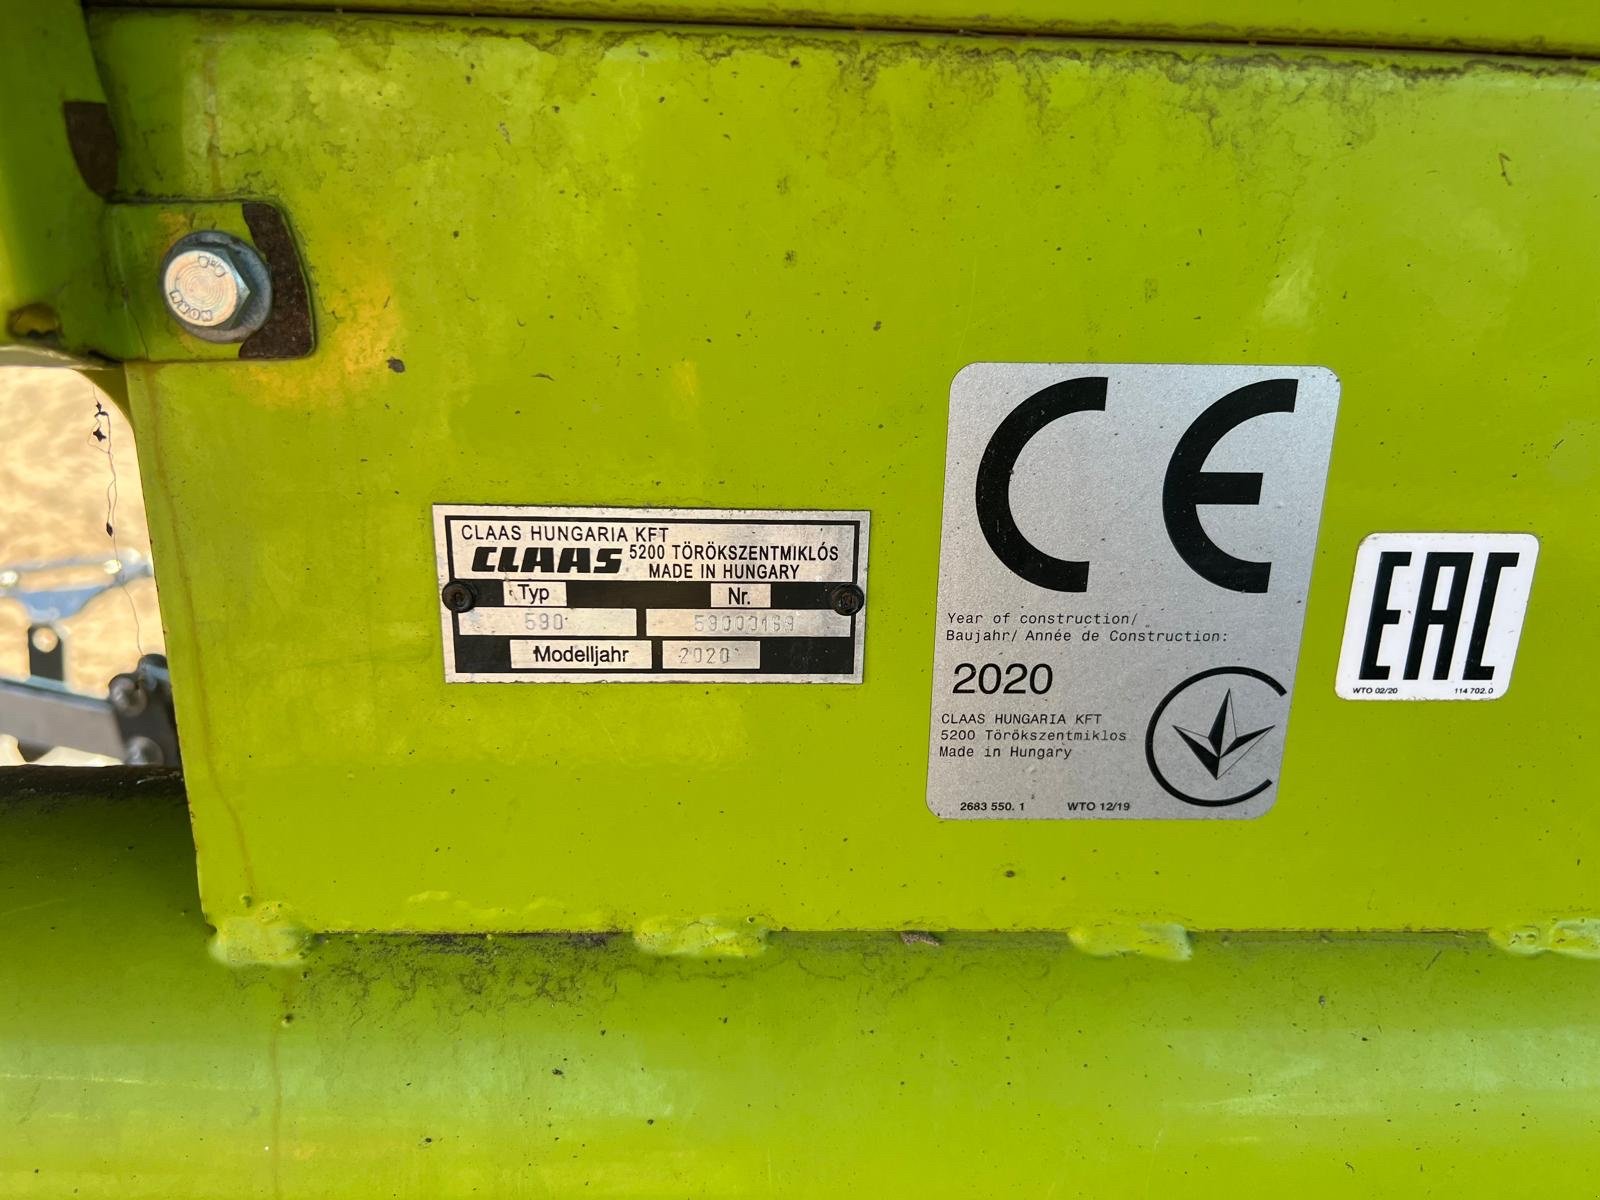 CLAAS HUNGARIA KFT
CLAAS 5200 TÖRÖKSZENTMIKLÓS
MADE IN HUNGARY
Typ Nr.
590
Modelljahr 2020
CE
Year of construction/
Baujahr/ Année de Construction:
2020
CLAAS HUNGARIA KFT
5200 Törökszentmiklos
Made in Hungary
2683 550. 1 WTO 12/19
EAC
WTO 02/20 114 702.0